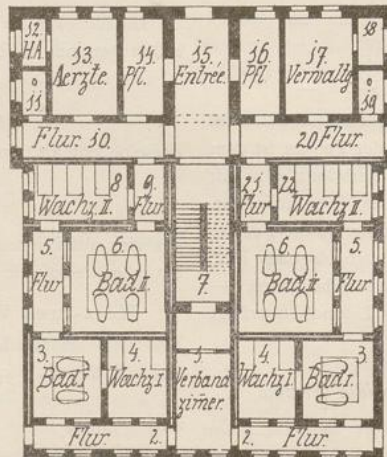 12. HA
13. Aerzte.
14. Pfl.
15. Entrée.
16. Pfl
17. Verwaltg
18
11
19
Flur 10.
20 Flur.
8 Wachz II.
9. Flur
21 Flur
22. Wachz II.
5. Flur
6. Bad II
7.
6. Bad II
5. Flur
3. Bad I
4. Wachz I
1 Verband zimer.
4. Wachz I.
3. Bad I.
Flur 2.
2. Flur